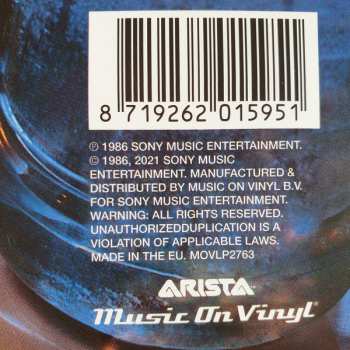 8 719262 015951
℗ 1986 SONY MUSIC ENTERTAINMENT.
© 1986, 2021 SONY MUSIC
ENTERTAINMENT. MANUFACTURED &
DISTRIBUTED BY MUSIC ON VINYL B.V.
FOR SONY MUSIC ENTERTAINMENT.
WARNING: ALL RIGHTS RESERVED.
UNAUTHORIZEDDUPLICATION IS A
VIOLATION OF APPLICABLE LAWS.
MADE IN THE EU. MOVLP2763
ARISTA
Music On Vinyl®